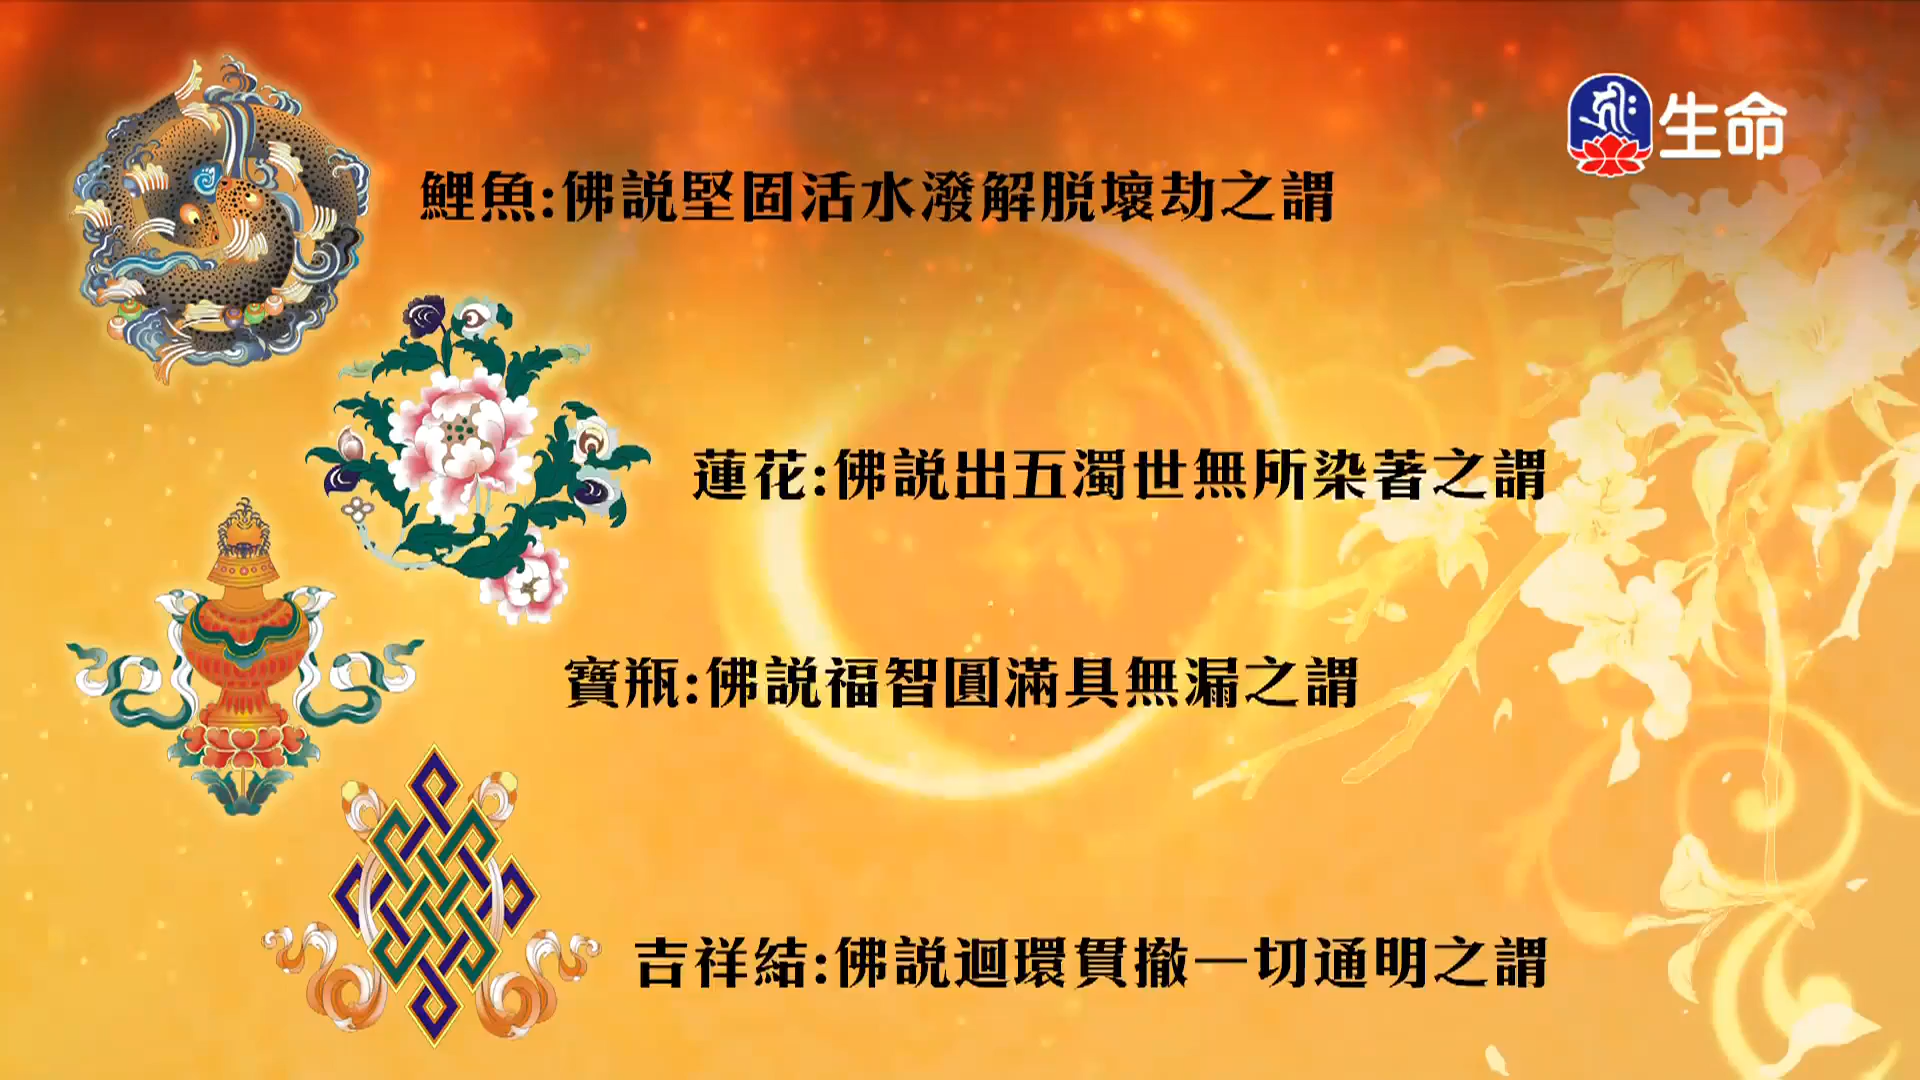 生命
鯉魚:佛說堅固活水潑解脱壞劫之謂
蓮花:佛說出五濁世無所染著之謂
寶瓶:佛說福智圓滿具無漏之謂
吉祥結:佛說迴環貫撤一切通明之謂